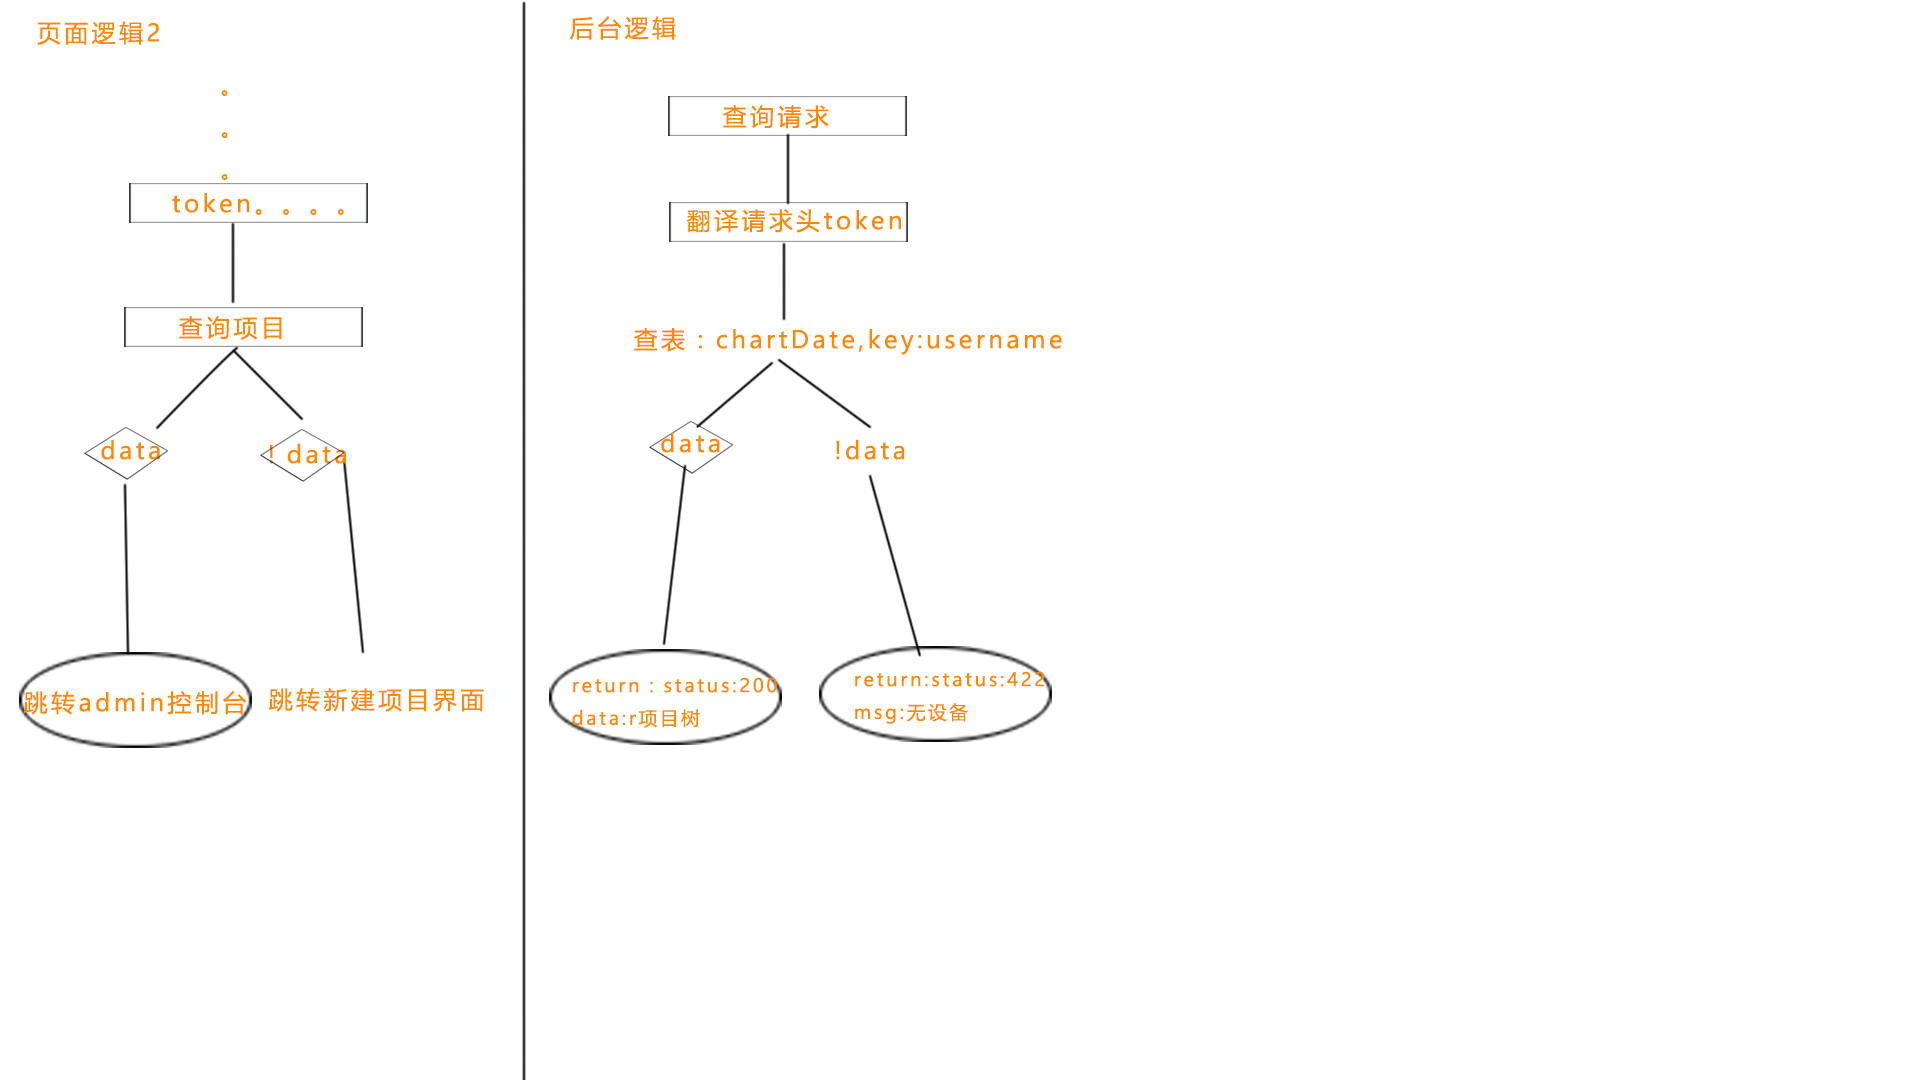 页面逻辑2
。
。
。
token。。。。
查询项目
data
! data
跳转admin控制台
跳转新建项目界面
后台逻辑
查询请求
翻译请求头token
查表：chartDate,key:username
data
!data
return：status:200
data:r项目树
return:status:422
msg:无设备